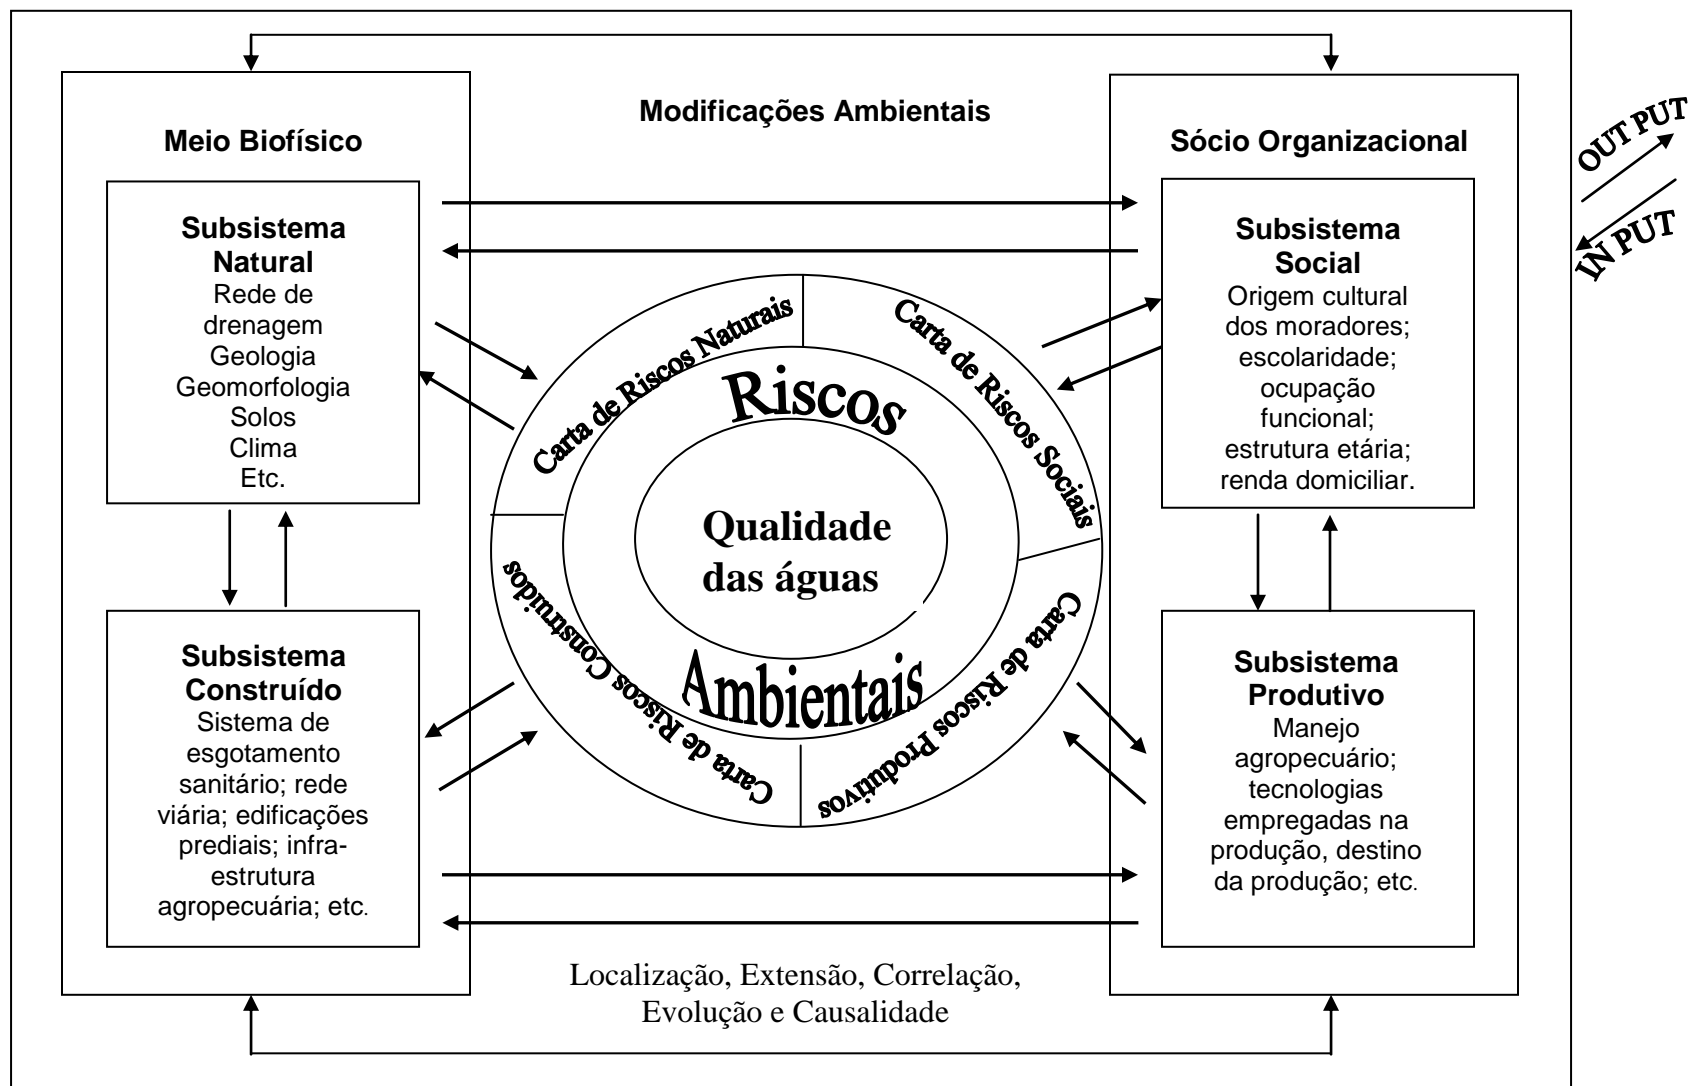 Modificações Ambientais
Meio Biofísico
Subsistema
Natural
Rede de
drenagem
Geologia
Geomorfologia
Solos
Clima
Etc.
Subsistema
Construído
Sistema de
esgotamento
sanitário; rede
viária; edificações
prediais; infra-
estrutura
agropecuária; etc.
Carta de Riscos Naturais
Carta de Riscos Sociais
Carta de Riscos Construídos
Carta de Riscos Produtivos
Riscos
Qualidade
das águas
Ambientais
Sócio Organizacional
Subsistema
Social
Origem cultural
dos moradores;
escolaridade;
ocupação
funcional;
estrutura etária;
renda domiciliar.
Subsistema
Produtivo
Manejo
agropecuário;
tecnologias
empregadas na
produção, destino
da produção; etc.
Localização, Extensão, Correlação,
Evolução e Causalidade
OUT PUT
IN PUT